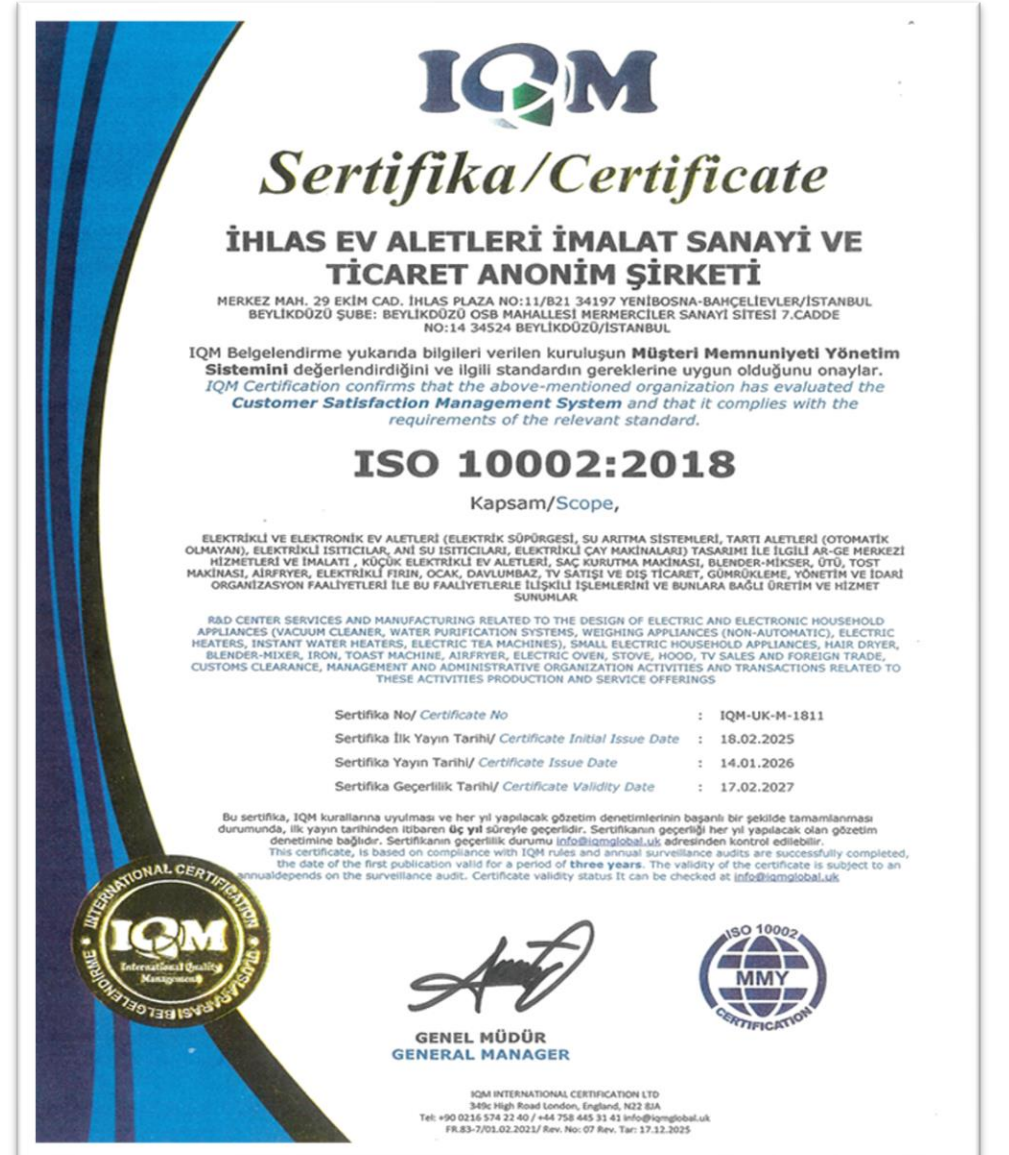 IQM
Sertifika/Certificate
İHLAS EV ALETLERİ İMALAT SANAYİ VE
TİCARET ANONİM ŞİRKETİ
MERKEZ MAH. 29 EKİM CAD. İHLAS PLAZA NO:11/B21 34197 YENİBOSNA-BAHÇELİEVLER/İSTANBUL
BEYLİKDÜZÜ ŞUBE: BEYLİKDÜZÜ OSB MAHALLESİ MERMERCİLER SANAYİ SİTESİ 7.CADDE
NO:14 34524 BEYLİKDÜZÜ/İSTANBUL
IQM Belgelendirme yukarıda bilgileri verilen kuruluşun Müşteri Memnuniyeti Yönetim
Sistemini değerlendirdiğini ve ilgili standardın gereklerine uygun olduğunu onaylar.
IQM Certification confirms that the above-mentioned organization has evaluated the
Customer Satisfaction Management System and that it complies with the
requirements of the relevant standard.
ISO 10002:2018
Kapsam/Scope,
ELEKTRİKLİ VE ELEKTRONİK EV ALETLERİ (ELEKTRİK SÜPÜRGESİ, SU ARITMA SİSTEMLERİ, TARTI ALETLERİ (OTOMATİK
OLMAYAN), ELEKTRİKLİ ISITICILAR, ANİ SU ISITICILARI, ELEKTRİKLİ ÇAY MAKİNALARI) TASARIMI İLE İLGİLİ AR-GE MERKEZİ
HİZMETLERİ VE İMALATI , KÜÇÜK ELEKTRİKLİ EV ALETLERİ, SAÇ KURUTMA MAKİNASI, BLENDER-MİKSER, ÜTÜ, TOST
MAKİNASI, AIRFRYER, ELEKTRİKLİ FIRIN, OCAK, DAVLUMBAZ, TV SATIŞI VE DIŞ TİCARET, GÜMRÜKLEME, YÖNETİM VE İDARİ
ORGANİZASYON FAALİYETLERİ İLE BU FAALİYETLERLE İLİŞKİLİ İŞLEMLERİNİ VE BUNLARA BAĞLI ÜRETİM VE HİZMET
SUNUMLAR
R&D CENTER SERVICES AND MANUFACTURING RELATED TO THE DESIGN OF ELECTRIC AND ELECTRONIC HOUSEHOLD
APPLIANCES (VACUUM CLEANER, WATER PURIFICATION SYSTEMS, WEIGHING APPLIANCES (NON-AUTOMATIC), ELECTRIC
HEATERS, INSTANT WATER HEATERS, ELECTRIC TEA MACHINES), SMALL ELECTRIC HOUSEHOLD APPLIANCES, HAIR DRYER,
BLENDER-MIXER, IRON, TOAST MACHINE, AIRFRYER, ELECTRIC OVEN, STOVE, HOOD, TV SALES AND FOREIGN TRADE,
CUSTOMS CLEARANCE, MANAGEMENT AND ADMINISTRATIVE ORGANIZATION ACTIVITIES AND TRANSACTIONS RELATED TO
THESE ACTIVITIES PRODUCTION AND SERVICE OFFERINGS
Sertifika No/ Certificate No : IQM-UK-M-1811
Sertifika İlk Yayın Tarihi/ Certificate Initial Issue Date : 18.02.2025
Sertifika Yayın Tarihi/ Certificate Issue Date : 14.01.2026
Sertifika Geçerlilik Tarihi/ Certificate Validity Date : 17.02.2027
Bu sertifika, IQM kurallarına uyulması ve her yıl yapılacak gözetim denetimlerinin başarılı bir şekilde tamamlanması
durumunda, ilk yayın tarihinden itibaren üç yıl süreyle geçerlidir. Sertifikanın geçerliği her yıl yapılacak olan gözetim
denetimine bağlıdır. Sertifikanın geçerlilik durumu info@iqmglobal.uk adresinden kontrol edilebilir.
This certificate, is based on compliance with IQM rules and annual surveillance audits are successfully completed,
the date of the first publication valid for a period of three years. The validity of the certificate is subject to an
annualdepends on the surveillance audit. Certificate validity status It can be checked at info@iqmglobal.uk
INTERNATIONAL CERTIFICATION
IQM
International Quality
Management
ULUSLARARASI BELGELENDİRME
ISO 10002
MMY
CERTIFICATION
GENEL MÜDÜR
GENERAL MANAGER
IQM INTERNATIONAL CERTIFICATION LTD
349c High Road London, England, N22 8JA
Tel: +90 0216 574 22 40 / +44 758 445 31 41 info@iqmglobal.uk
FR.83-7/01.02.2021/ Rev. No: 07 Rev. Tar: 17.12.2025